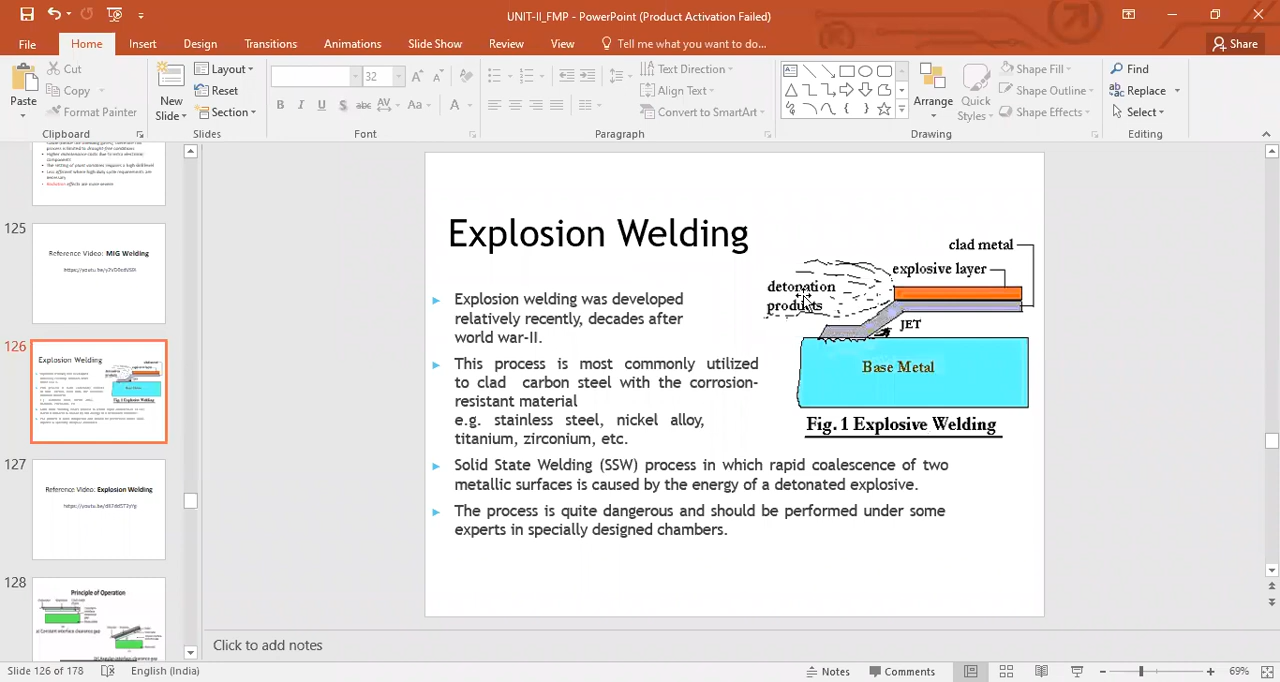 UNIT-II_FMP - PowerPoint (Product Activation Failed)
File Home Insert Design Transitions Animations Slide Show Review View Tell me what you want to do... Share
Paste Cut Copy Format Painter Clipboard
New Slide Layout Reset Section Slides
32 B I U S abc AV Aa A Font
Text Direction Align Text Convert to SmartArt Paragraph
Arrange Quick Styles Shape Fill Shape Outline Shape Effects Drawing
Find Replace Select Editing
125
Reference Video: MIG Welding
126
Explosion Welding
127
Reference Video: Explosion Welding
128
Principle of Operation
Explosion Welding
Explosion welding was developed
relatively recently, decades after
world war-II.
This process is most commonly utilized
to clad carbon steel with the corrosion-
resistant material
e.g. stainless steel, nickel alloy,
titanium, zirconium, etc.
Solid State Welding (SSW) process in which rapid coalescence of two
metallic surfaces is caused by the energy of a detonated explosive.
The process is quite dangerous and should be performed under some
experts in specially designed chambers.
clad metal
explosive layer
detonation
products
JET
Base Metal
Fig. 1 Explosive Welding
Click to add notes
Slide 126 of 178 English (India) Notes Comments 69%